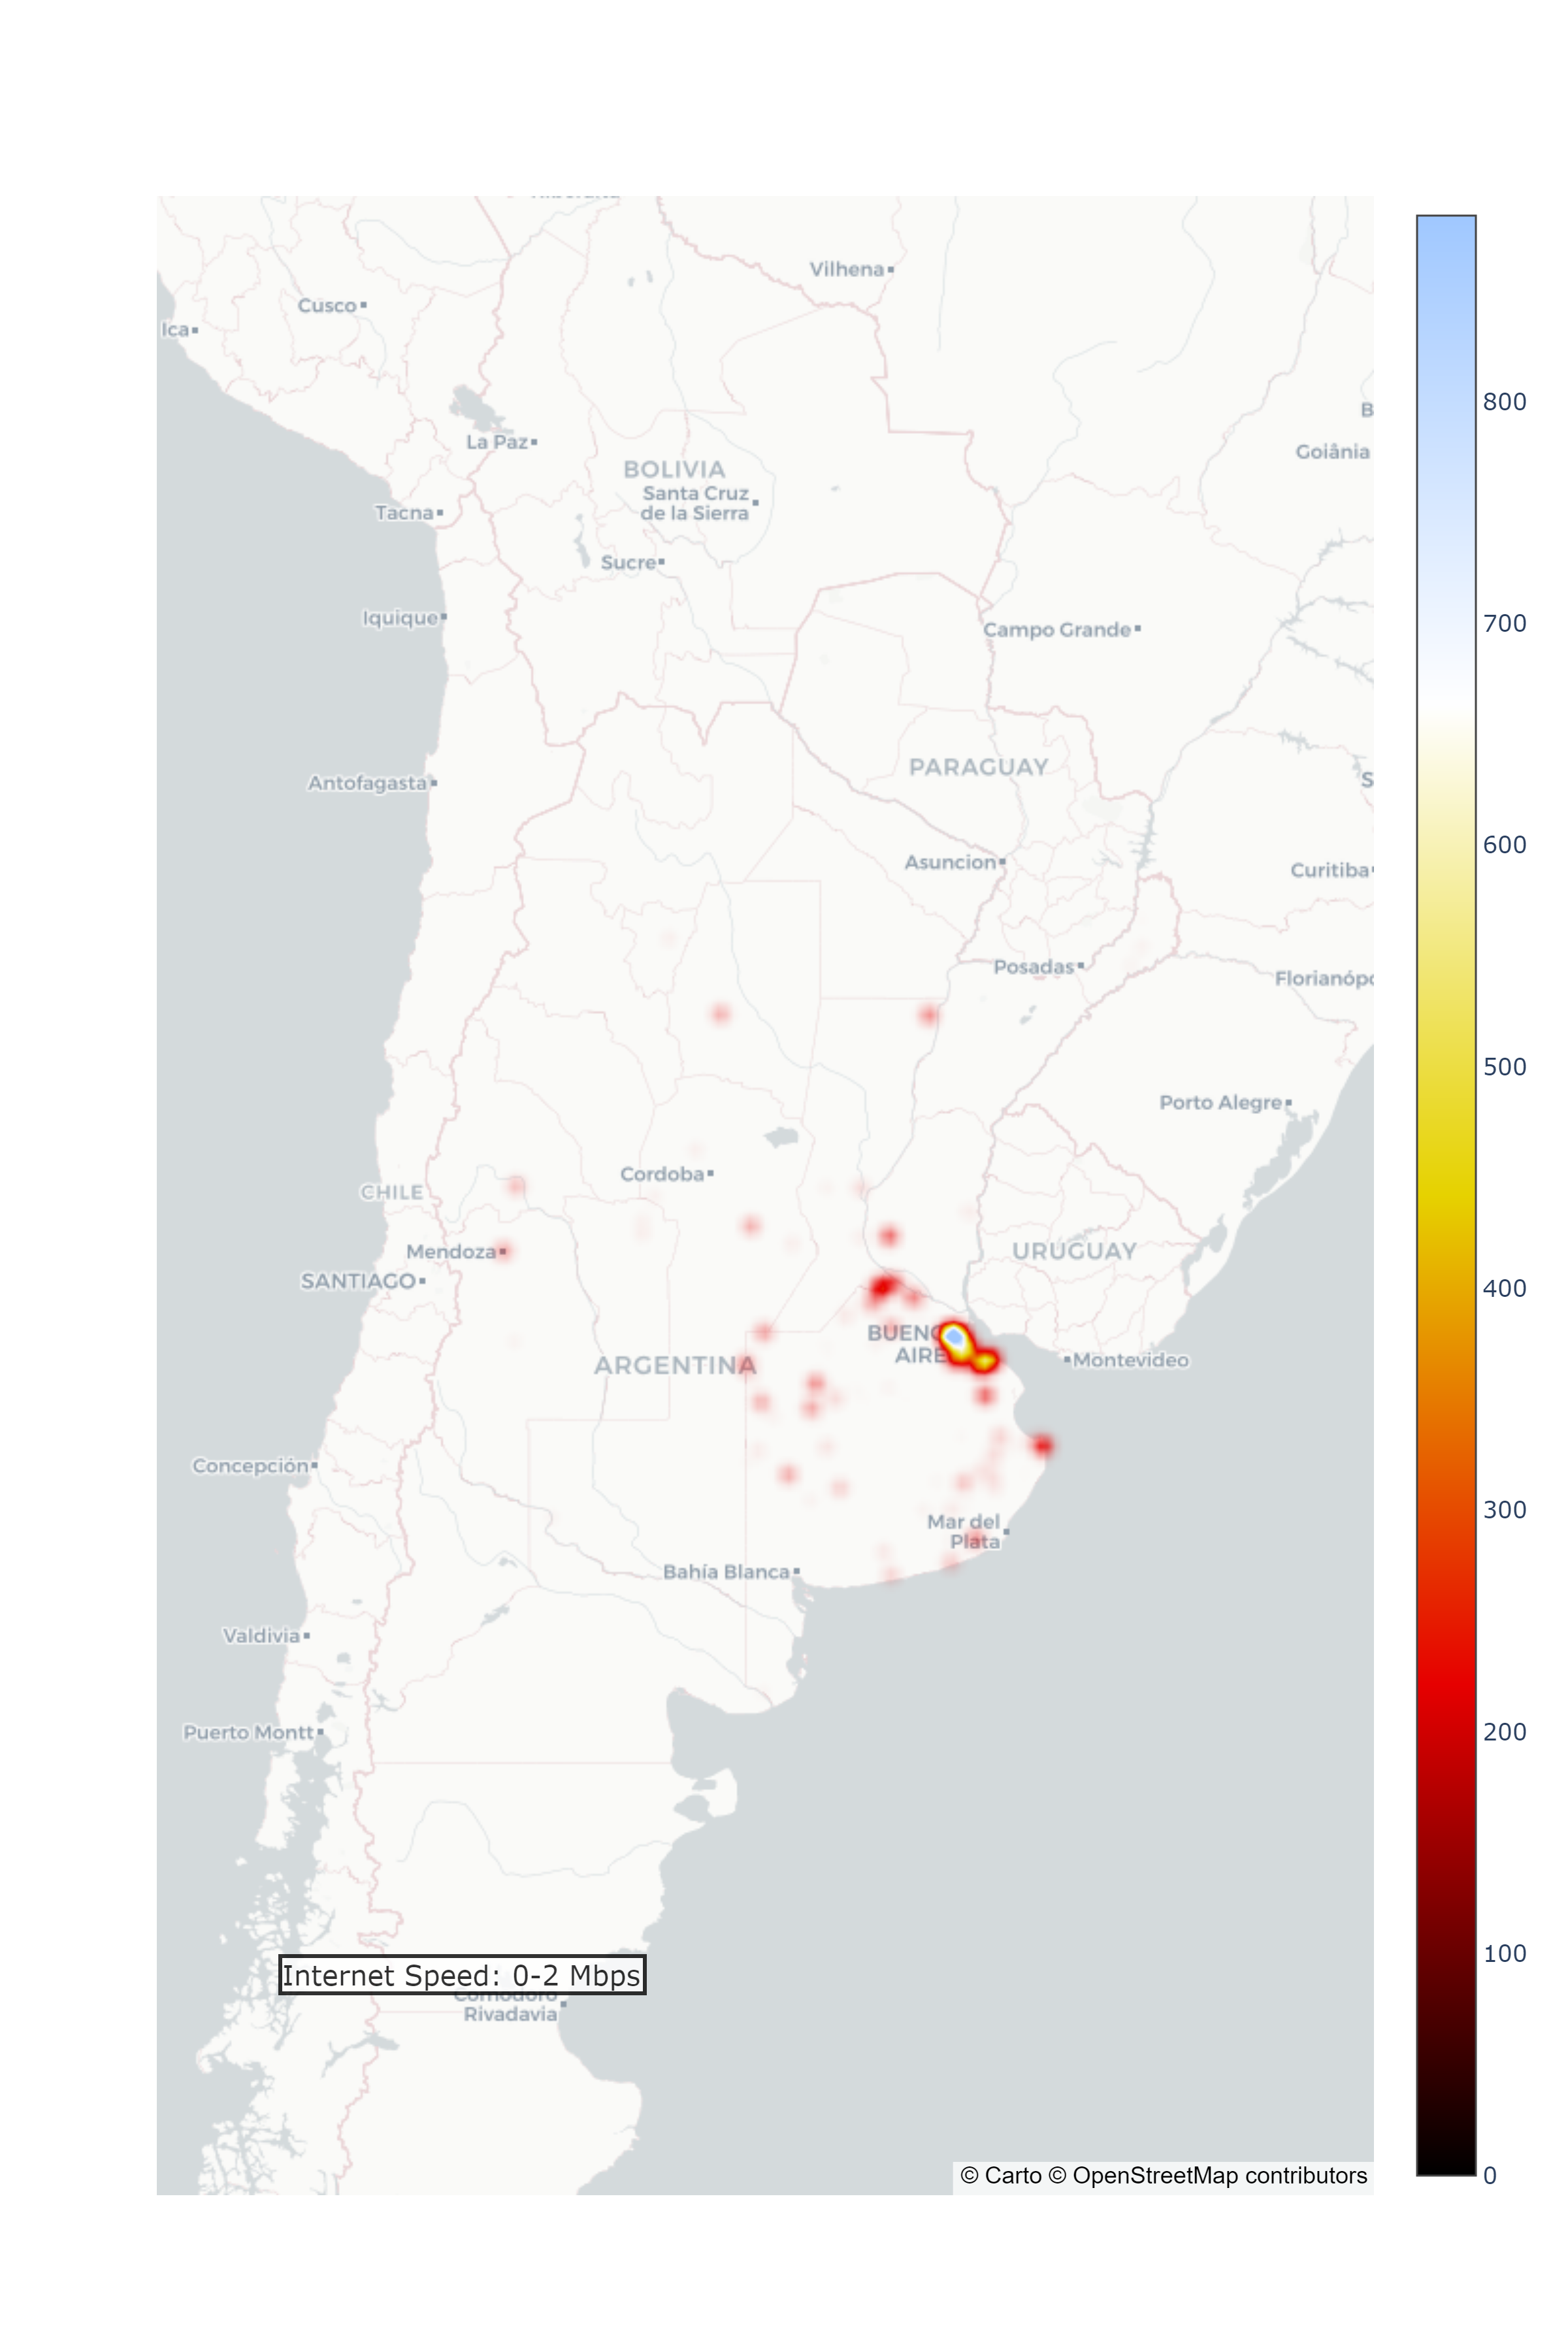 Vilhena
Cusco
Ica
La Paz
BOLIVIA
Santa Cruz
de la Sierra
Goiânia
Tacna
Sucre
Iquique
Campo Grande
PARAGUAY
Antofagasta
Asuncion
Curitiba
Posadas
Florianópo
Porto Alegre
Cordoba
CHILE
Mendoza
URUGUAY
SANTIAGO
BUENO
AIRE
Montevideo
ARGENTINA
Concepción
Mar del
Plata
Bahía Blanca
Valdivia
Puerto Montt
Internet Speed: 0-2 Mbps
Comodoro
Rivadavia
© Carto © OpenStreetMap contributors
800
700
600
500
400
300
200
100
0